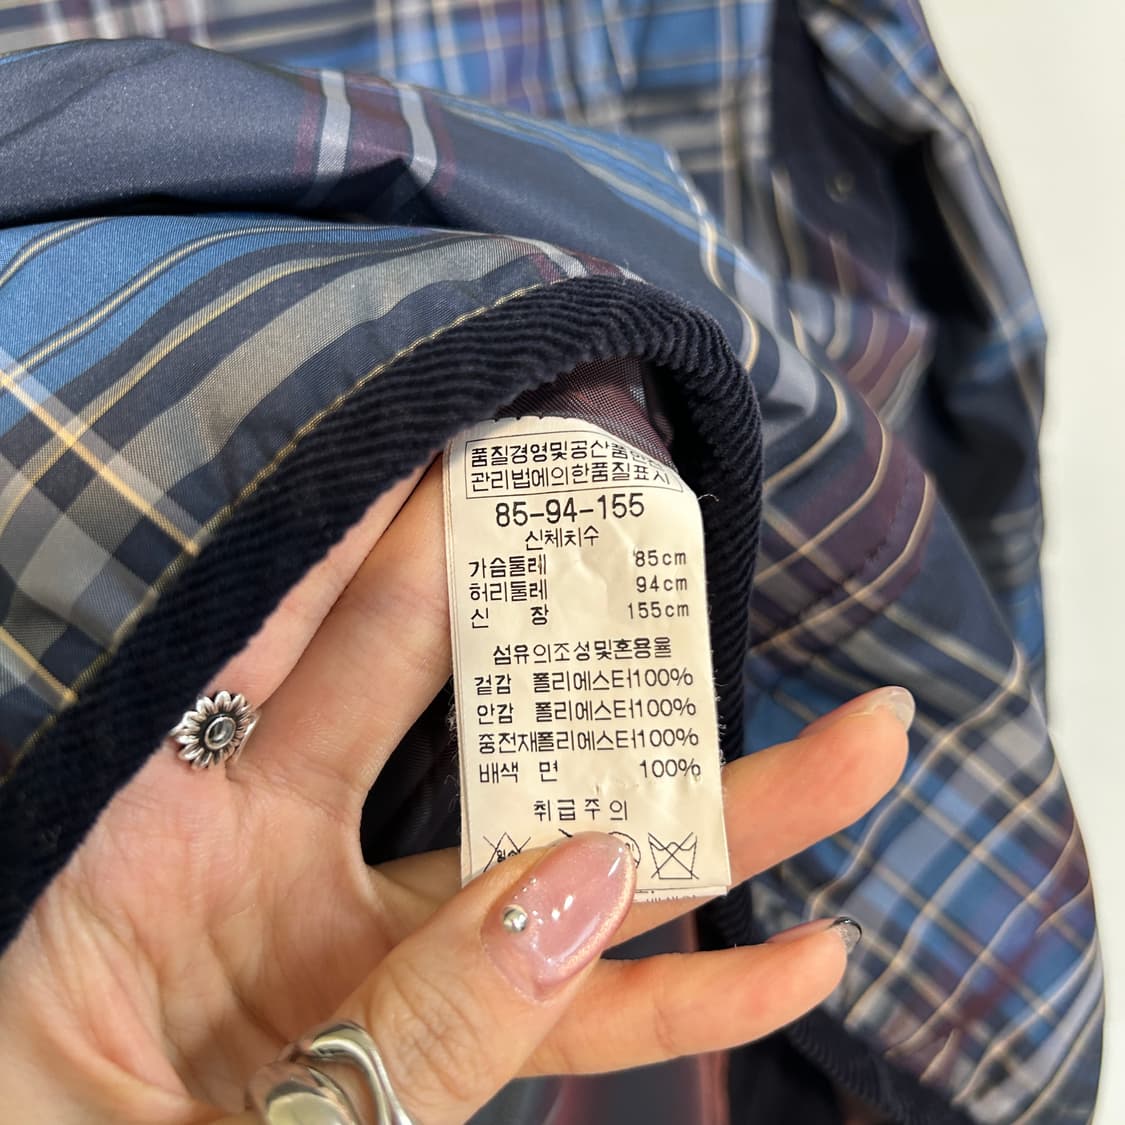 품질경영및공산품안전
관리법에의한품질표시
85-94-155
신체치수
가슴둘레 85cm
허리둘레 94cm
신 장 155cm
섬유의조성및혼용율
겉감 폴리에스터100%
안감 폴리에스터100%
중전재폴리에스터100%
배색 면 100%
취급주의